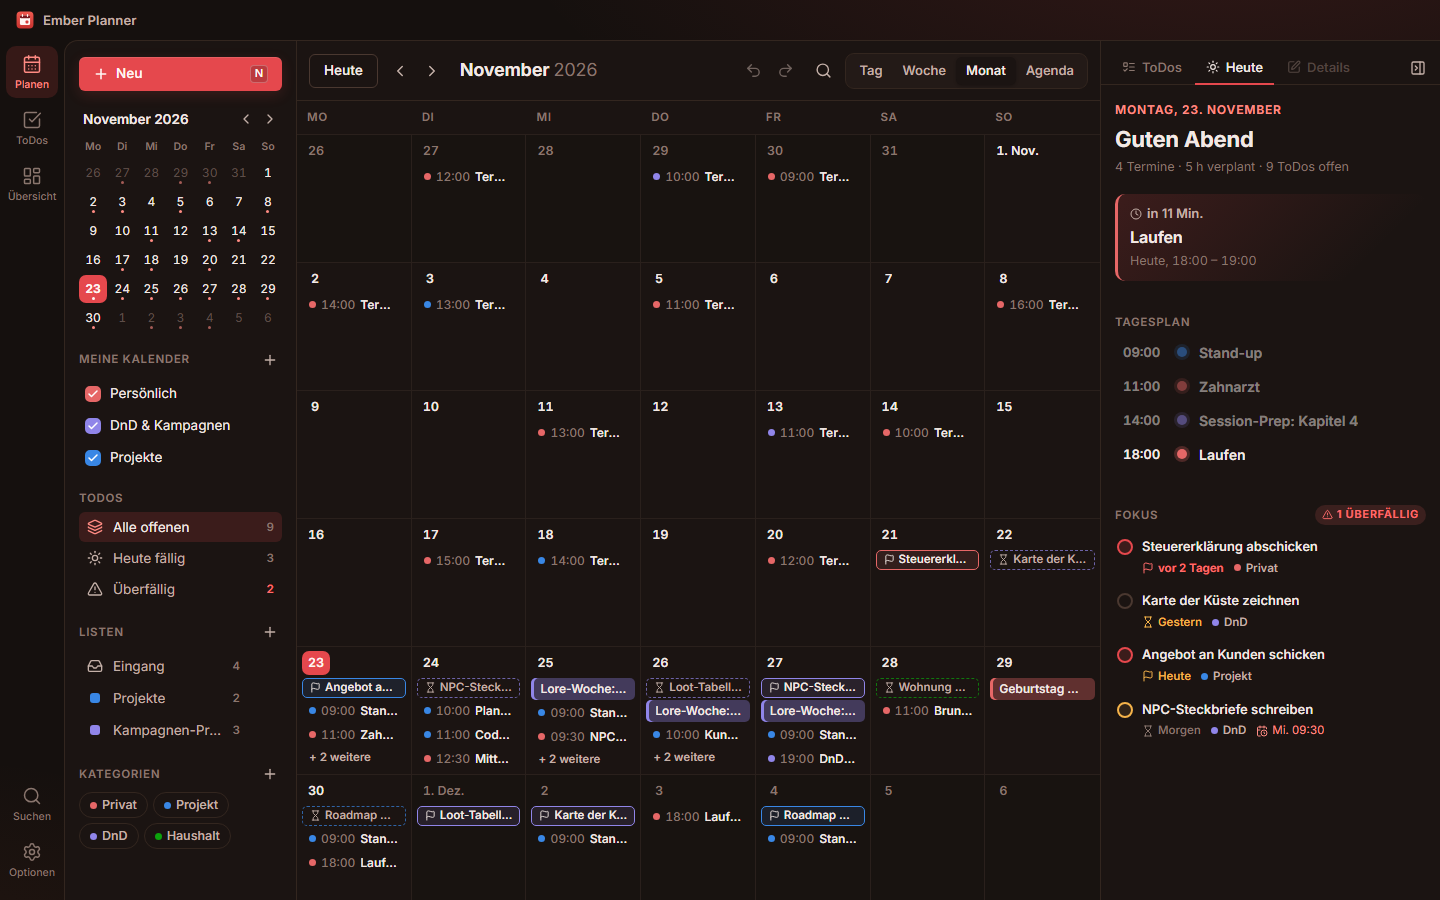 Ember Planner
Planen
ToDos
Übersicht
Suchen
Optionen
Neu N
November 2026
Mo Di Mi Do Fr Sa So
26 27 28 29 30 31 1
2 3 4 5 6 7 8
9 10 11 12 13 14 15
16 17 18 19 20 21 22
23 24 25 26 27 28 29
30 1 2 3 4 5 6
MEINE KALENDER
Persönlich
DnD & Kampagnen
Projekte
TODOS
Alle offenen 9
Heute fällig 3
Überfällig 2
LISTEN
Eingang 4
Projekte 2
Kampagnen-Pr... 3
KATEGORIEN
Privat Projekt
DnD Haushalt
Heute November 2026 Tag Woche Monat Agenda
MO DI MI DO FR SA SO
26 27 28 29 30 31 1. Nov.
12:00 Ter... 10:00 Ter... 09:00 Ter...
2 3 4 5 6 7 8
14:00 Ter... 13:00 Ter... 11:00 Ter... 16:00 Ter...
9 10 11 12 13 14 15
13:00 Ter... 11:00 Ter... 10:00 Ter...
16 17 18 19 20 21 22
15:00 Ter... 14:00 Ter... 12:00 Ter... Steuererkl... Karte der K...
23 24 25 26 27 28 29
Angebot a... NPC-Steck... Lore-Woche:... Loot-Tabell... NPC-Steck... Wohnung ... Geburtstag ...
09:00 Stan... 10:00 Plan... 09:00 Stan... Lore-Woche:... Lore-Woche:... 11:00 Brun...
11:00 Zah... 11:00 Cod... 09:30 NPC... 10:00 Kun... 09:00 Stan...
+ 2 weitere 12:30 Mitt... + 2 weitere + 2 weitere 19:00 DnD...
30 1. Dez. 2 3 4 5 6
Roadmap ... Loot-Tabell... Karte der K... 18:00 Lauf... Roadmap ...
09:00 Stan... 09:00 Stan... 09:00 Stan...
18:00 Lauf...
ToDos Heute Details
MONTAG, 23. NOVEMBER
Guten Abend
4 Termine · 5 h verplant · 9 ToDos offen
in 11 Min.
Laufen
Heute, 18:00 – 19:00
TAGESPLAN
09:00 Stand-up
11:00 Zahnarzt
14:00 Session-Prep: Kapitel 4
18:00 Laufen
FOKUS 1 ÜBERFÄLLIG
Steuererklärung abschicken
vor 2 Tagen Privat
Karte der Küste zeichnen
Gestern DnD
Angebot an Kunden schicken
Heute Projekt
NPC-Steckbriefe schreiben
Morgen DnD Mi. 09:30